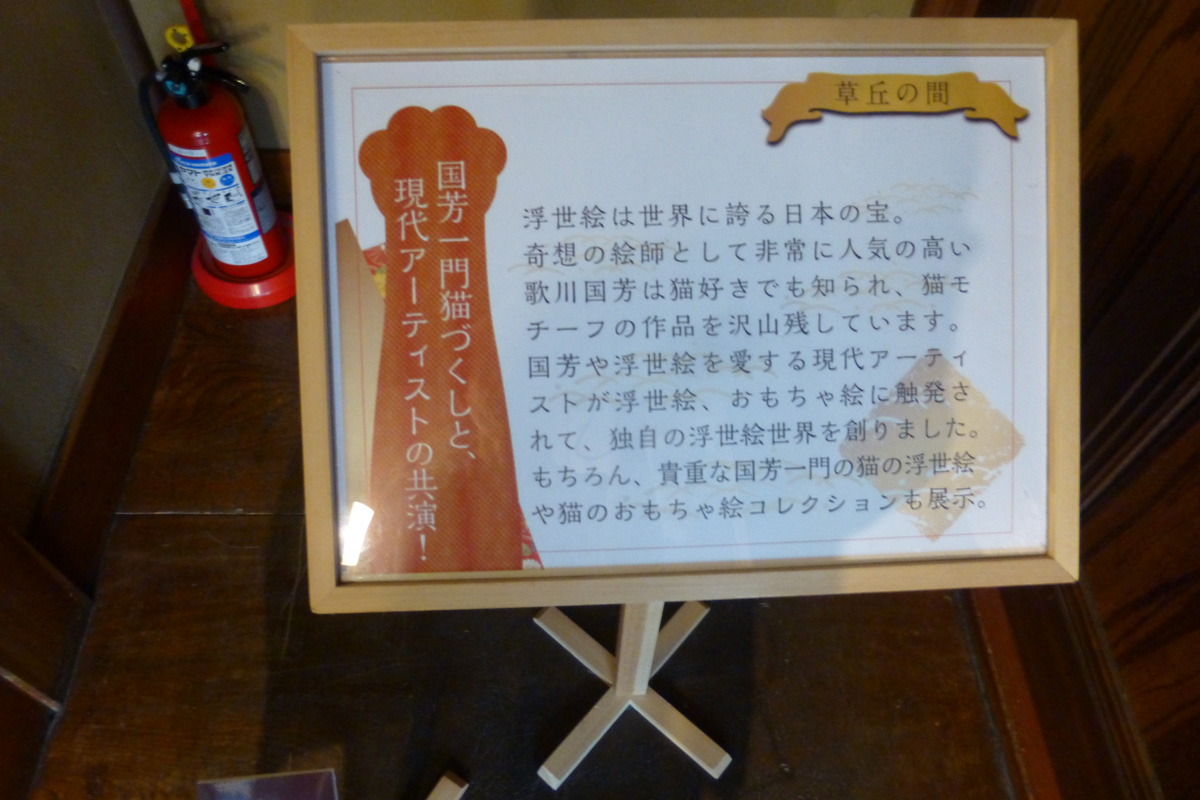 草丘の間
国芳一門猫づくしと、
現代アーティストの共演!
浮世絵は世界に誇る日本の宝。
奇想の絵師として非常に人気の高い
歌川国芳は猫好きでも知られ、猫モ
チーフの作品を沢山残しています。
国芳や浮世絵を愛する現代アーティ
ストが浮世絵、おもちゃ絵に触発さ
れて、独自の浮世絵世界を創りました。
もちろん、貴重な国芳一門の猫の浮世絵
や猫のおもちゃ絵コレクションも展示。